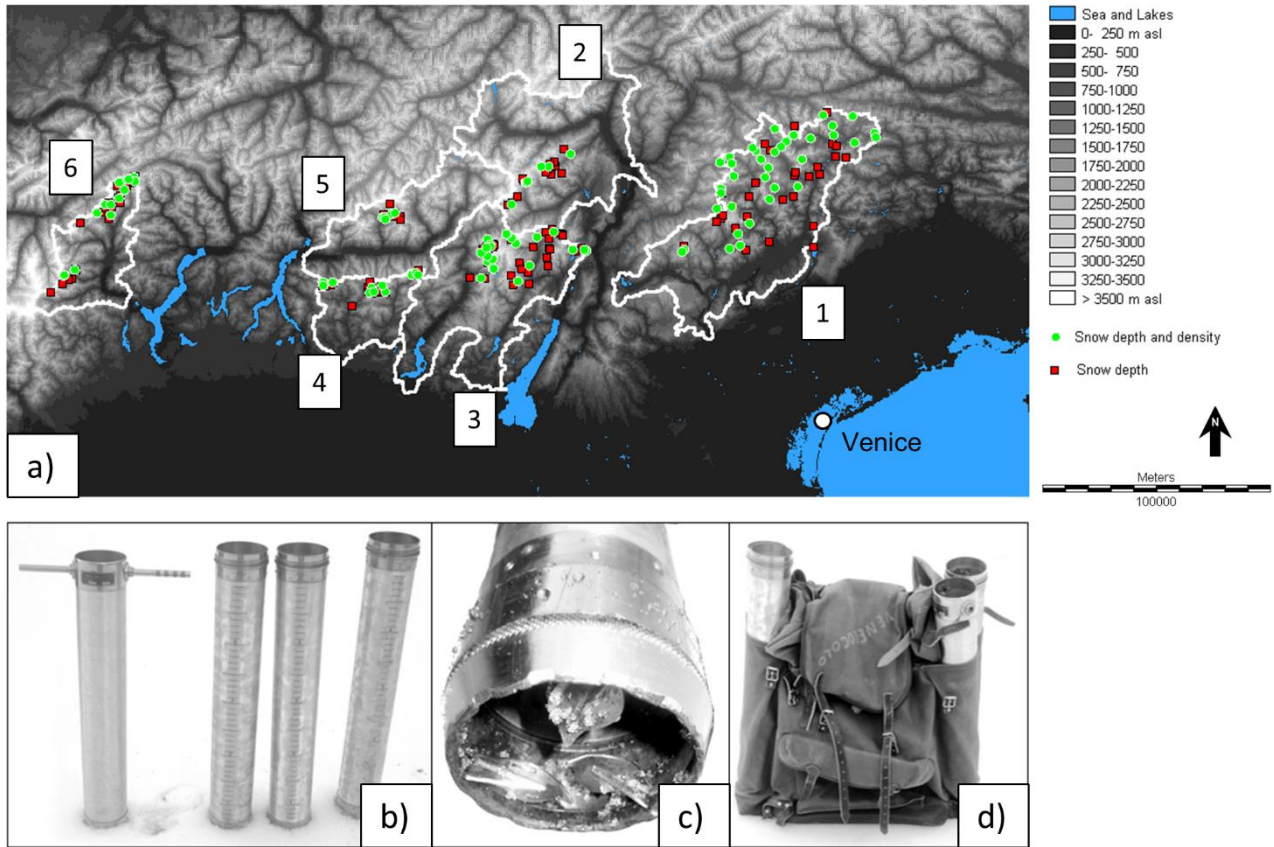 1
2
3
4
5
6
a)
Venice
Sea and Lakes
0- 250 m asl
250- 500
500- 750
750-1000
1000-1250
1250-1500
1500-1750
1750-2000
2000-2250
2250-2500
2500-2750
2750-3000
3000-3250
3250-3500
> 3500 m asl
Snow depth and density
Snow depth
N
Meters
100000
b)
c)
d)